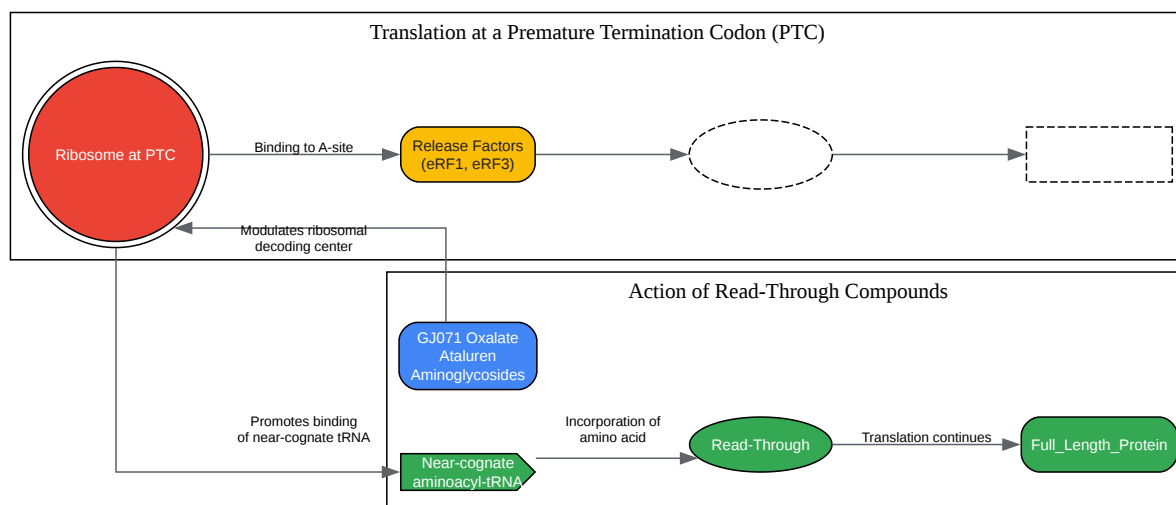 Translation at a Premature Termination Codon (PTC)
Ribosome at PTC
Binding to A-site
Release Factors
(eRF1, eRF3)
Modulates ribosomal
decoding center
Action of Read-Through Compounds
GJ071 Oxalate
Ataluren
Aminoglycosides
Promotes binding
of near-cognate tRNA
Near-cognate
aminoacyl-tRNA
Incorporation of
amino acid
Read-Through
Translation continues
Full_Length_Protein